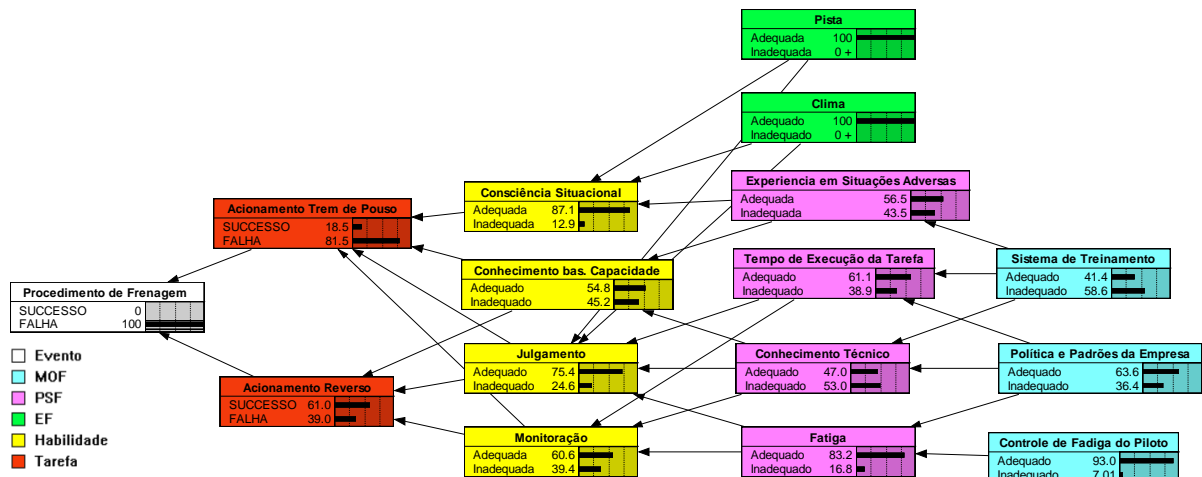 Pista
Adequada 100
Inadequada 0 +
Clima
Adequado 100
Inadequado 0 +
Consciência Situacional
Adequada 87.1
Inadequada 12.9
Experiencia em Situações Adversas
Adequada 56.5
Inadequada 43.5
Acionamento Trem de Pouso
SUCCESSO 18.5
FALHA 81.5
Conhecimento bas. Capacidade
Adequado 54.8
Inadequado 45.2
Tempo de Execução da Tarefa
Adequado 61.1
Inadequado 38.9
Sistema de Treinamento
Adequado 41.4
Inadequado 58.6
Procedimento de Frenagem
SUCCESSO 0
FALHA 100
Julgamento
Adequado 75.4
Inadequado 24.6
Conhecimento Técnico
Adequado 47.0
Inadequado 53.0
Política e Padrões da Empresa
Adequado 63.6
Inadequado 36.4
Acionamento Reverso
SUCCESSO 61.0
FALHA 39.0
Monitoração
Adequada 60.6
Inadequada 39.4
Fatiga
Adequado 83.2
Inadequado 16.8
Controle de Fadiga do Piloto
Adequado 93.0
Inadequado 7.01
Evento
MOF
PSF
EF
Habilidade
Tarefa